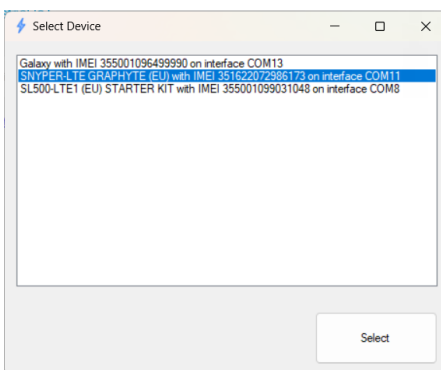 Select Device
Galaxy with IMEI 355001096499990 on interface COM13
SNYPER-LTE GRAPHYTE (EU) with IMEI 351622072986173 on interface COM11
SL500-LTE1 (EU) STARTER KIT with IMEI 355001099031048 on interface COM8
Select